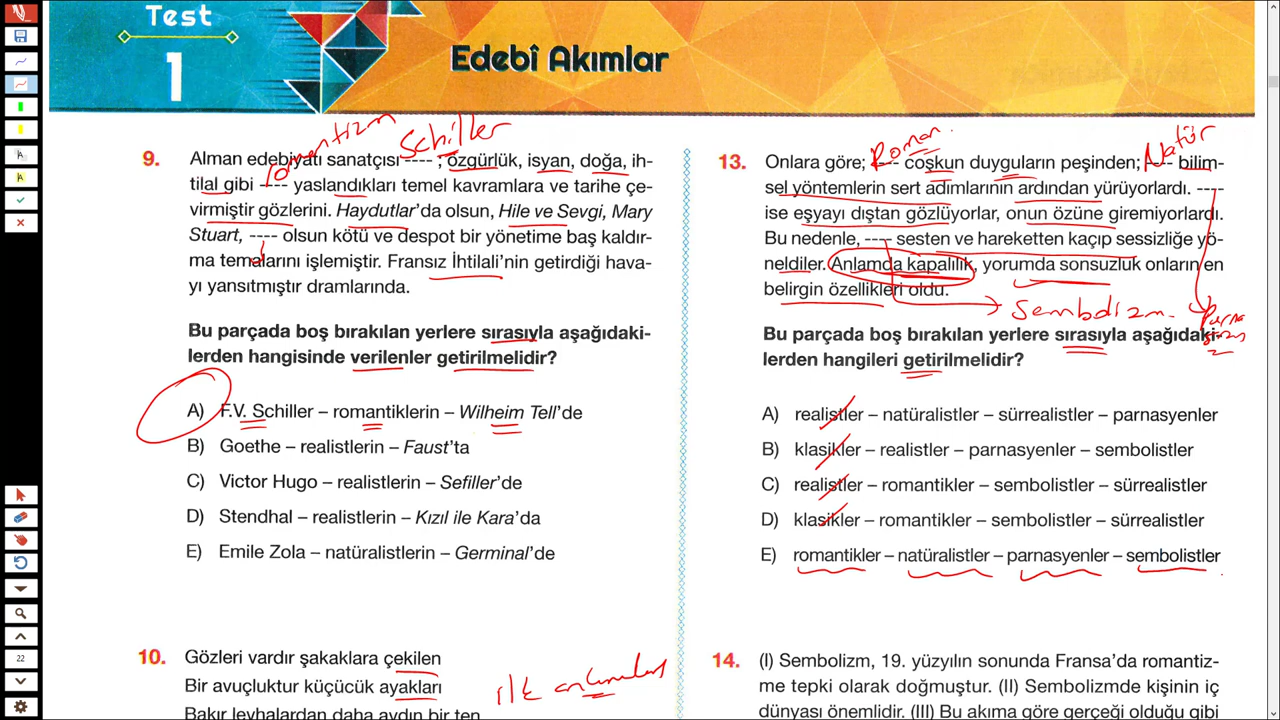 Test
1
Edebî Akımlar
romantizm
Schiller
9. Alman edebiyatı sanatçısı ---- ; özgürlük, isyan, doğa, ih-
tilal gibi ---- yaslandıkları temel kavramlara ve tarihe çe-
virmiştir gözlerini. Haydutlar'da olsun, Hile ve Sevgi, Mary
Stuart, ---- olsun kötü ve despot bir yönetime baş kaldır-
ma temalarını işlemiştir. Fransız İhtilali'nin getirdiği hava-
yı yansıtmıştır dramlarında.
Bu parçada boş bırakılan yerlere sırasıyla aşağıdaki-
lerden hangisinde verilenler getirilmelidir?
A) F.V. Schiller – romantiklerin – Wilheim Tell'de
B) Goethe – realistlerin – Faust'ta
C) Victor Hugo – realistlerin – Sefiller'de
D) Stendhal – realistlerin – Kızıl ile Kara'da
E) Emile Zola – natüralistlerin – Germinal'de
10. Gözleri vardır şakaklara çekilen
Bir avuçluktur küçücük ayakları
Bakır levhalardan daha aydın bir ten
Roman
Natür
13. Onlara göre; ---- coşkun duyguların peşinden; ---- bilim-
sel yöntemlerin sert adımlarının ardından yürüyorlardı. ----
ise eşyayı dıştan gözlüyorlar, onun özüne giremiyorlardı.
Bu nedenle, ---- sesten ve hareketten kaçıp sessizliğe yö-
neldiler. Anlamda kapalılık, yorumda sonsuzluk onların en
belirgin özellikleri oldu.
Sembolizm
Bu parçada boş bırakılan yerlere sırasıyla aşağıdaki-
lerden hangileri getirilmelidir?
A) realistler – natüralistler – sürrealistler – parnasyenler
B) klasikler – realistler – parnasyenler – sembolistler
C) realistler – romantikler – sembolistler – sürrealistler
D) klasikler – romantikler – sembolistler – sürrealistler
E) romantikler – natüralistler – parnasyenler – sembolistler
14. (I) Sembolizm, 19. yüzyılın sonunda Fransa'da romantiz-
me tepki olarak doğmuştur. (II) Sembolizmde kişinin iç
dünyası önemlidir. (III) Bu akıma göre gerçeği olduğu gibi
22